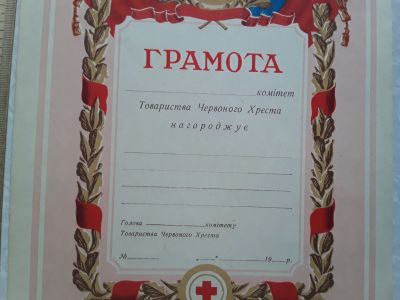 ГРАМОТА
комітет
Товариства Червоного Хреста
нагороджує
Голова комітету
Товариства Червоного Хреста
№ „ " 19 р.